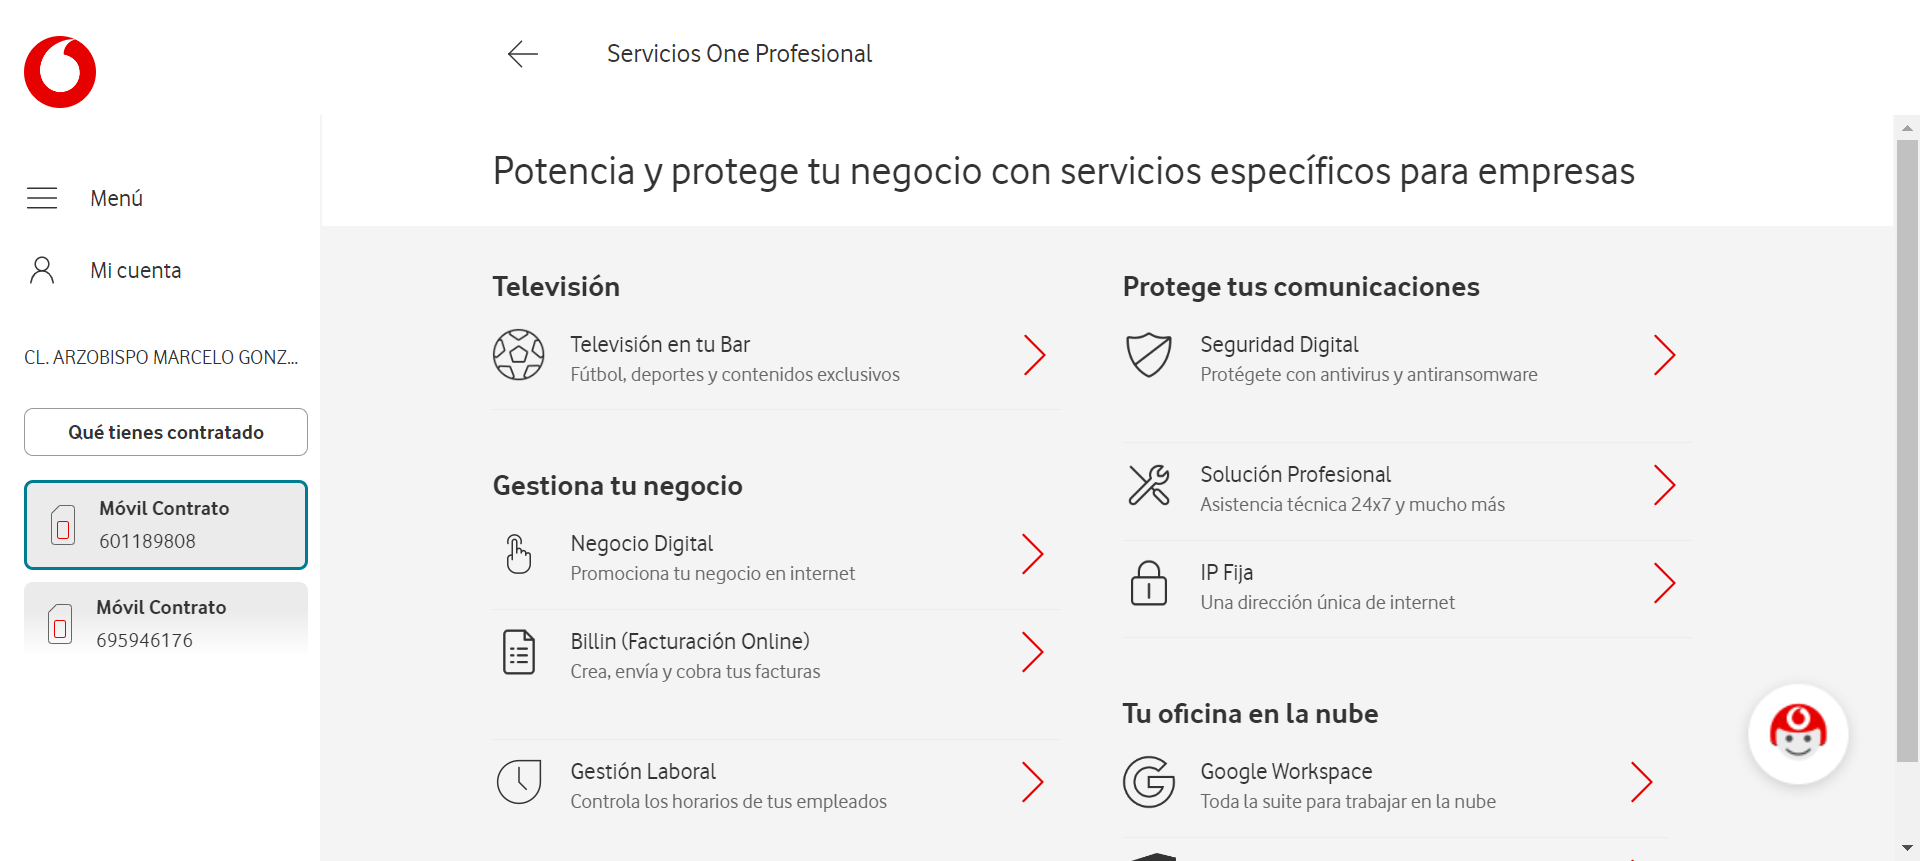 Servicios One Profesional
Menú
Mi cuenta
CL. ARZOBISPO MARCELO GONZ...
Qué tienes contratado
Móvil Contrato
601189808
Móvil Contrato
695946176
Potencia y protege tu negocio con servicios específicos para empresas
Televisión
Televisión en tu Bar
Fútbol, deportes y contenidos exclusivos
Gestiona tu negocio
Negocio Digital
Promociona tu negocio en internet
Billin (Facturación Online)
Crea, envía y cobra tus facturas
Gestión Laboral
Controla los horarios de tus empleados
Protege tus comunicaciones
Seguridad Digital
Protégete con antivirus y antiransomware
Solución Profesional
Asistencia técnica 24x7 y mucho más
IP Fija
Una dirección única de internet
Tu oficina en la nube
Google Workspace
Toda la suite para trabajar en la nube